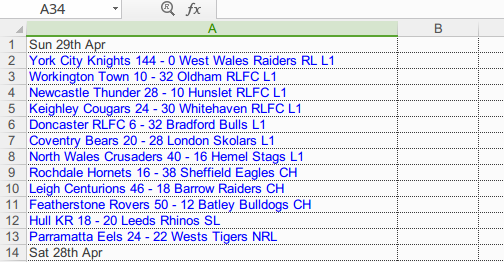 A34
fx
A B
1 Sun 29th Apr
2 York City Knights 144 - 0 West Wales Raiders RL L1
3 Workington Town 10 - 32 Oldham RLFC L1
4 Newcastle Thunder 28 - 10 Hunslet RLFC L1
5 Keighley Cougars 24 - 30 Whitehaven RLFC L1
6 Doncaster RLFC 6 - 32 Bradford Bulls L1
7 Coventry Bears 20 - 28 London Skolars L1
8 North Wales Crusaders 40 - 16 Hemel Stags L1
9 Rochdale Hornets 16 - 38 Sheffield Eagles CH
10 Leigh Centurions 46 - 18 Barrow Raiders CH
11 Featherstone Rovers 50 - 12 Batley Bulldogs CH
12 Hull KR 18 - 20 Leeds Rhinos SL
13 Parramatta Eels 24 - 22 Wests Tigers NRL
14 Sat 28th Apr